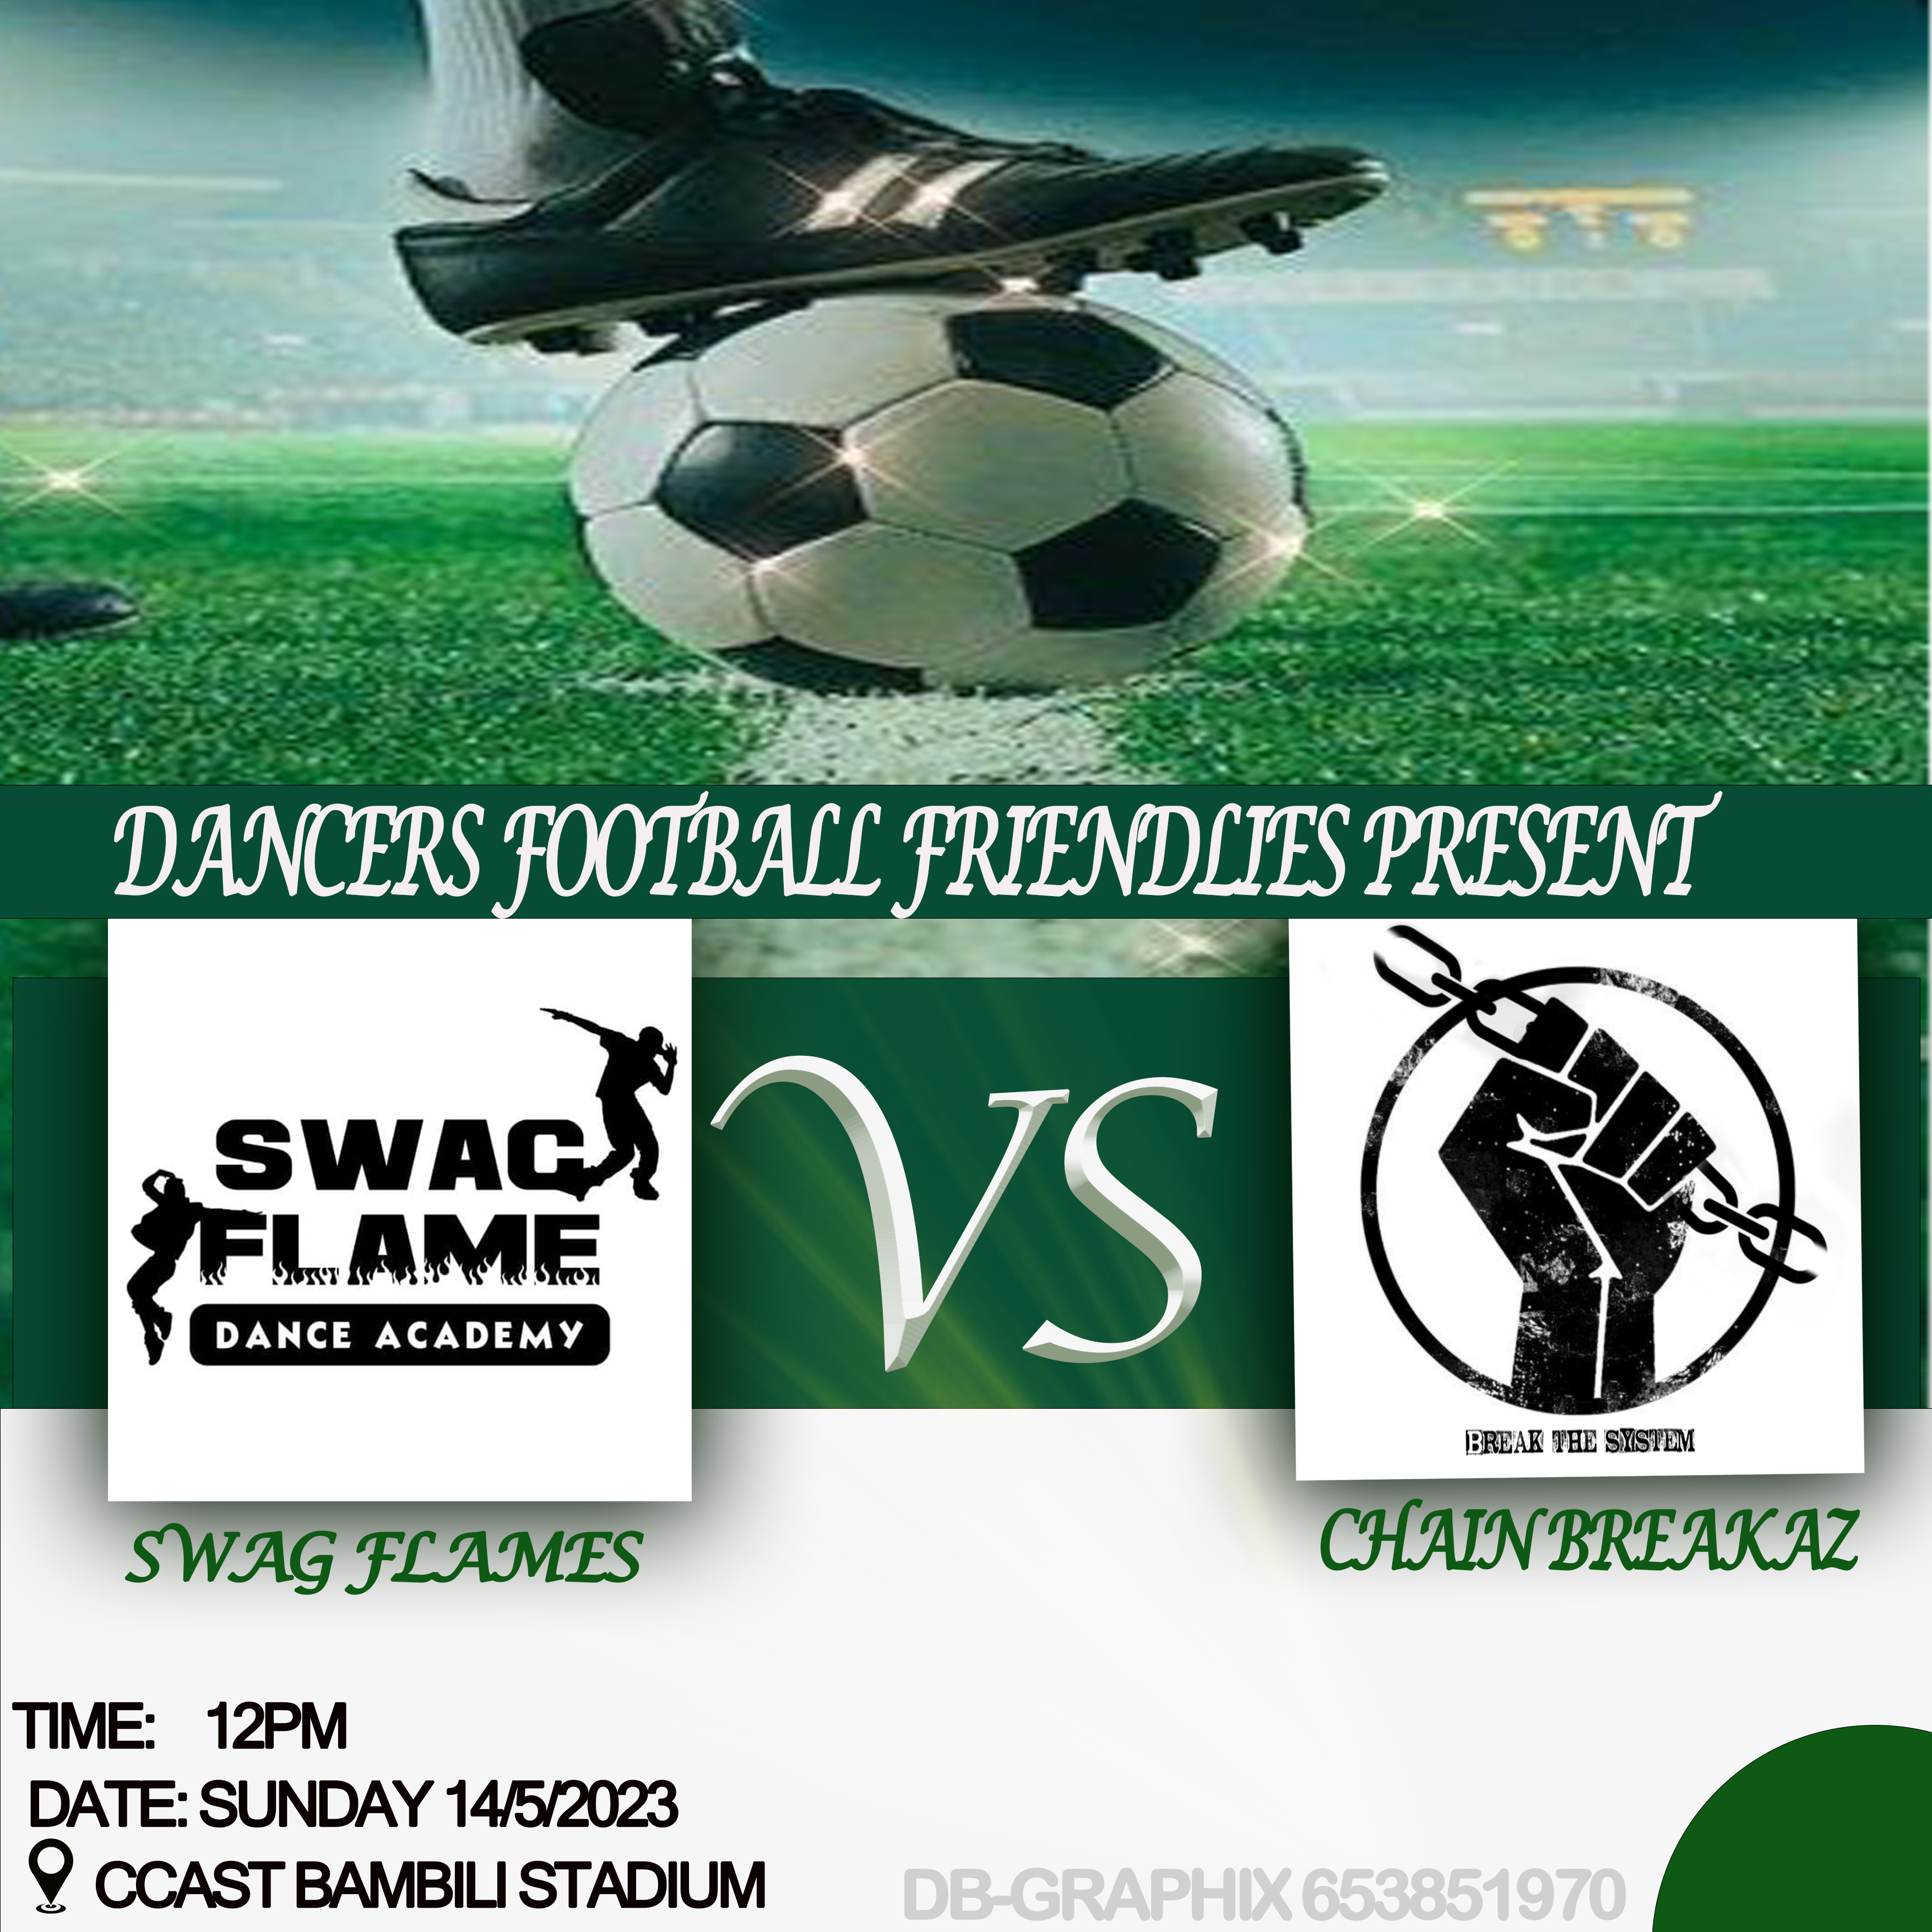 DANCERS FOOTBALL FRIENDLIES PRESENT
SWAG
FLAME
DANCE ACADEMY
VS
BREAK THE SYSTEM
SWAG FLAMES
CHAIN BREAKAZ
TIME: 12PM
DATE: SUNDAY 14/5/2023
CCAST BAMBILI STADIUM
DB-GRAPHIX 653851970